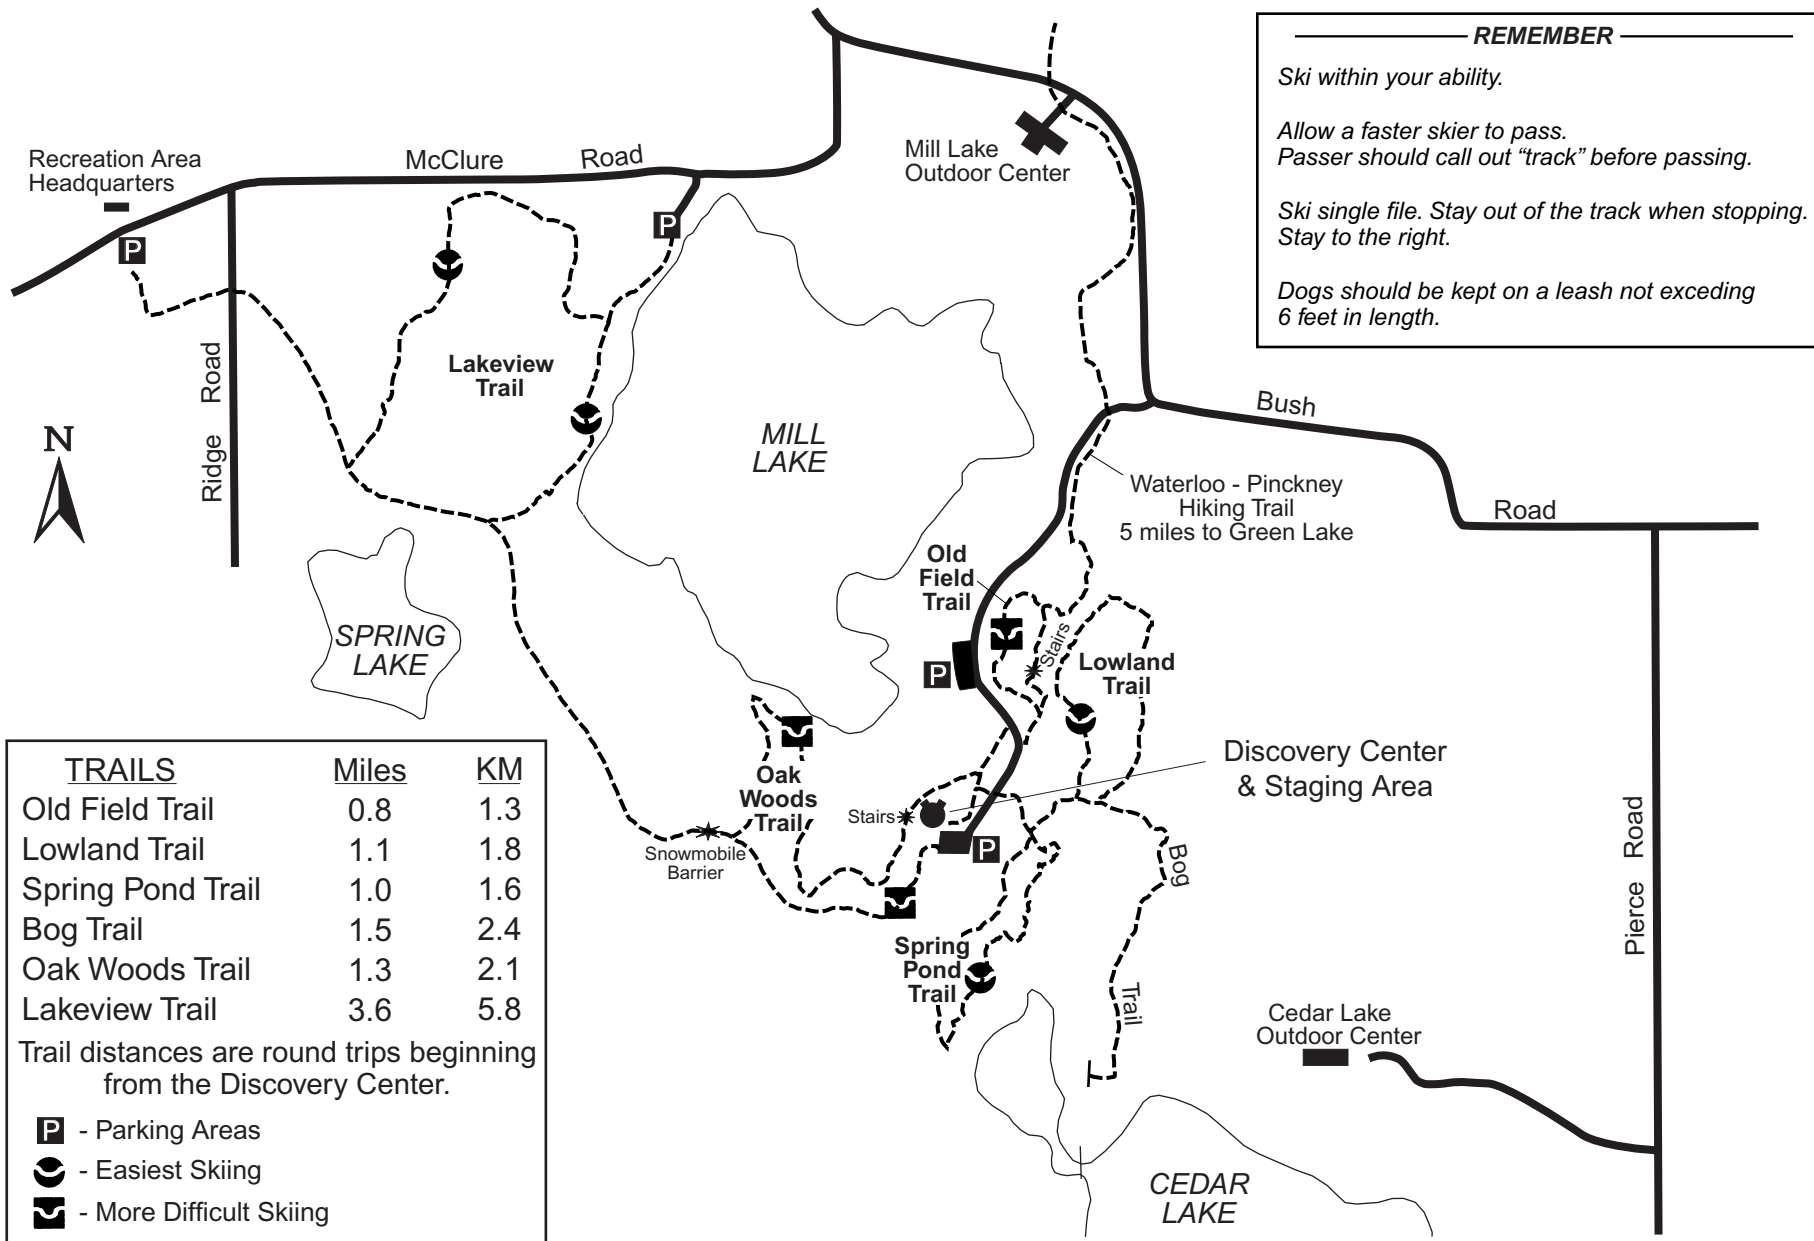 REMEMBER
Ski within your ability.
Allow a faster skier to pass.
Passer should call out “track” before passing.
Ski single file. Stay out of the track when stopping.
Stay to the right.
Dogs should be kept on a leash not exceding
6 feet in length.
Recreation Area
Headquarters
P
McClure Road
P
Mill Lake
Outdoor Center
Ridge Road
N
Lakeview
Trail
MILL
LAKE
Bush
Road
Waterloo - Pinckney
Hiking Trail
5 miles to Green Lake
Old
Field
Trail
Stairs
P
Lowland
Trail
SPRING
LAKE
Discovery Center
& Staging Area
Oak
Woods
Trail
Stairs
P
Snowmobile
Barrier
Bog
Trail
Pierce Road
Spring
Pond
Trail
Cedar Lake
Outdoor Center
CEDAR
LAKE
TRAILS Miles KM
Old Field Trail 0.8 1.3
Lowland Trail 1.1 1.8
Spring Pond Trail 1.0 1.6
Bog Trail 1.5 2.4
Oak Woods Trail 1.3 2.1
Lakeview Trail 3.6 5.8
Trail distances are round trips beginning
from the Discovery Center.
P - Parking Areas
- Easiest Skiing
- More Difficult Skiing